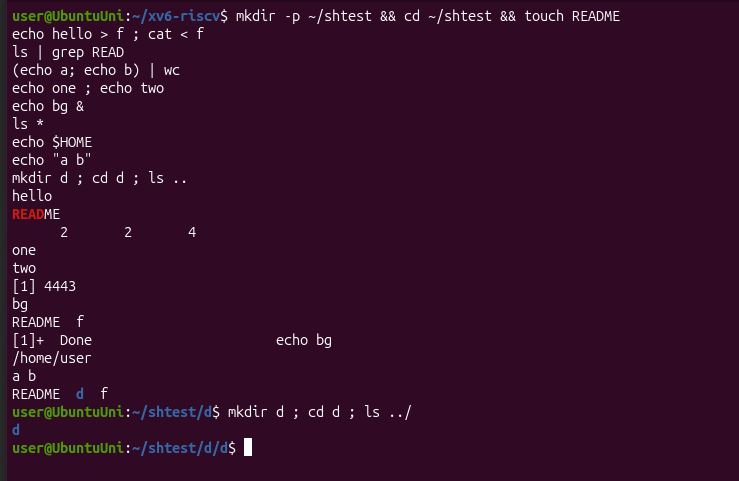 user@UbuntuUni:~/xv6-riscv$ mkdir -p ~/shtest && cd ~/shtest && touch README
echo hello > f ; cat < f
ls | grep READ
(echo a; echo b) | wc
echo one ; echo two
echo bg &
ls *
echo $HOME
echo "a b"
mkdir d ; cd d ; ls ..
hello
README
      2       2       4
one
two
[1] 4443
bg
README  f
[1]+  Done                       echo bg
/home/user
a b
README  d  f
user@UbuntuUni:~/shtest/d$ mkdir d ; cd d ; ls ../
d
user@UbuntuUni:~/shtest/d/d$